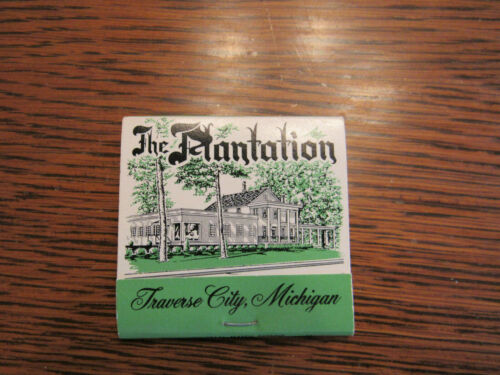 The Plantation
Traverse City, Michigan